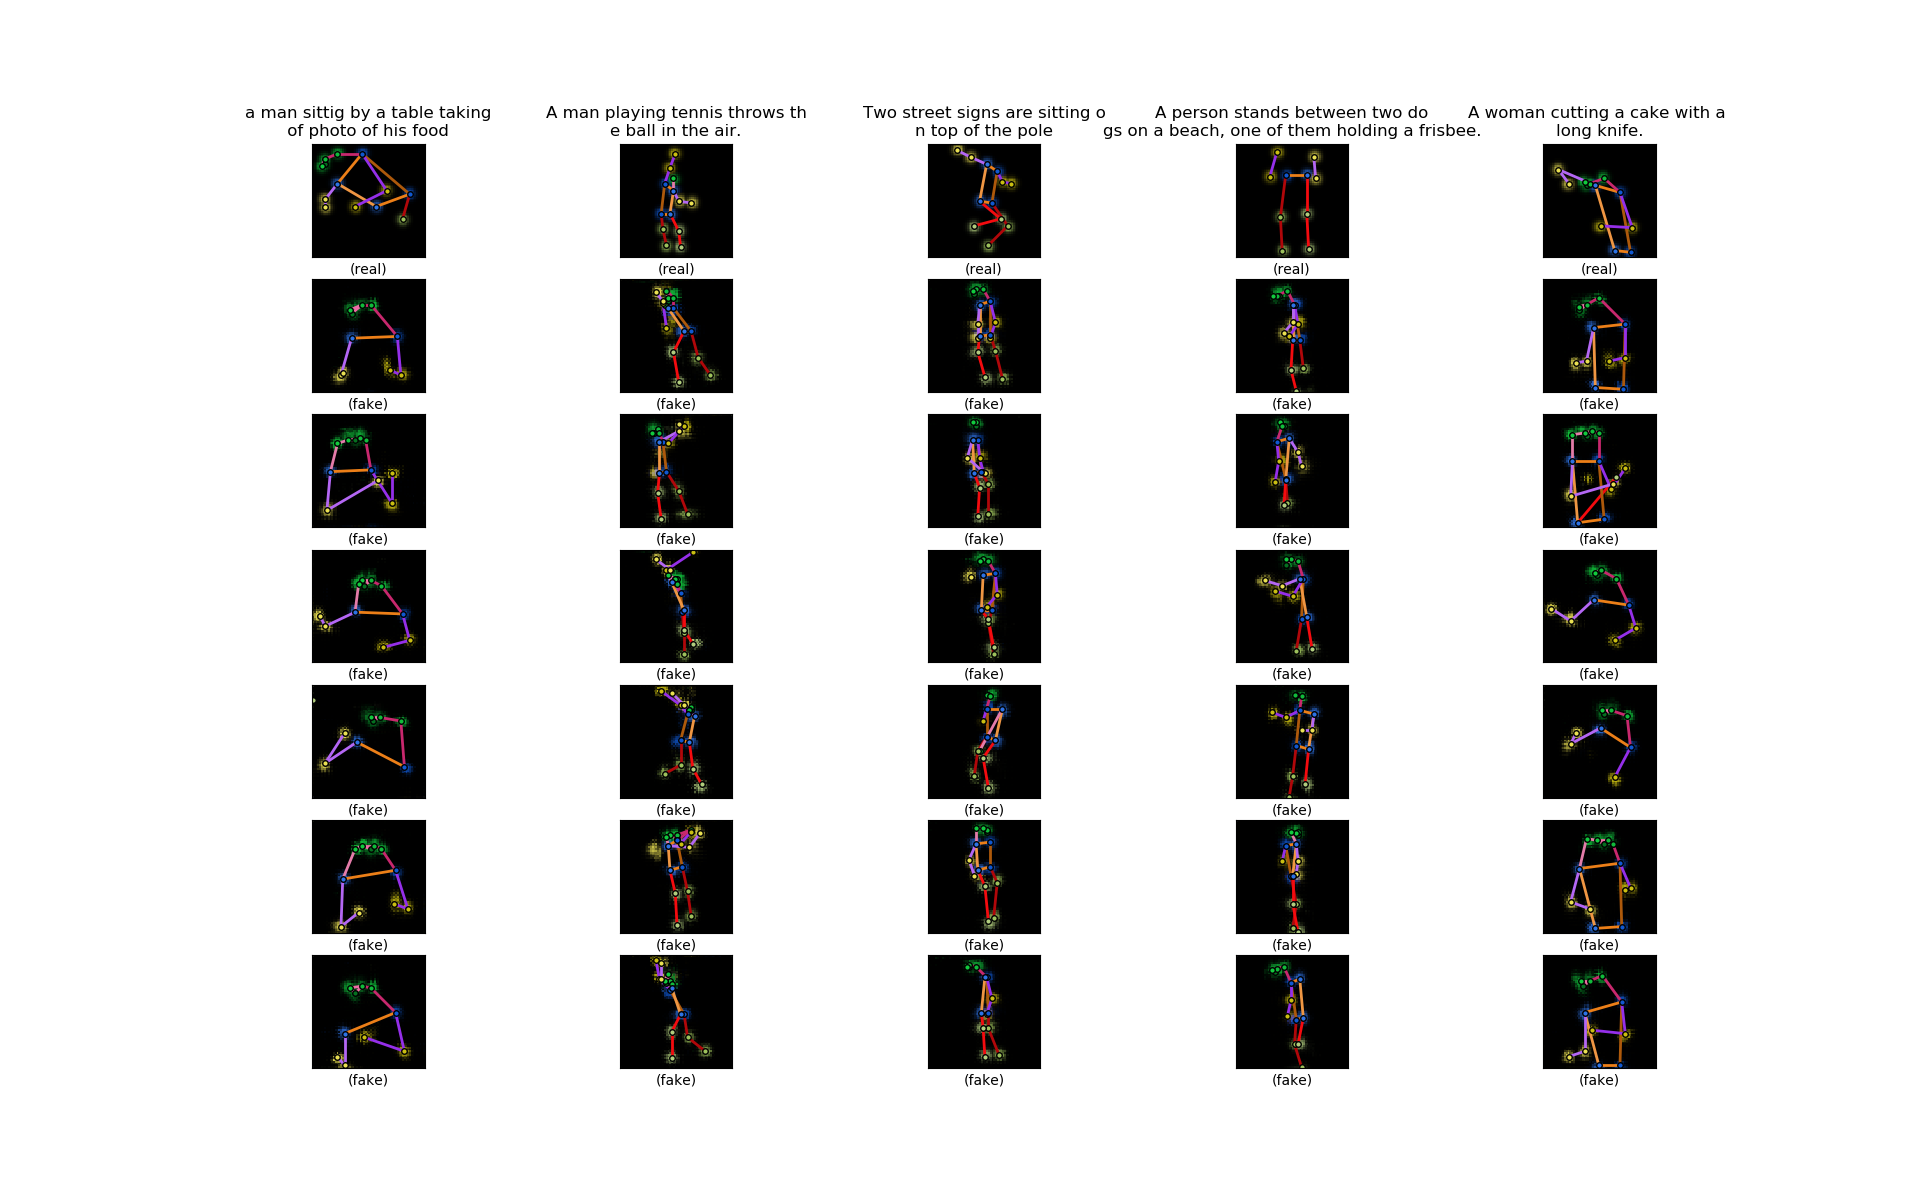 a man sittig by a table taking
of photo of his food
A man playing tennis throws th
e ball in the air.
Two street signs are sitting o
n top of the pole
A person stands between two do
gs on a beach, one of them holding a frisbee.
A woman cutting a cake with a
long knife.
(real) (real) (real) (real) (real)
(fake) (fake) (fake) (fake) (fake)
(fake) (fake) (fake) (fake) (fake)
(fake) (fake) (fake) (fake) (fake)
(fake) (fake) (fake) (fake) (fake)
(fake) (fake) (fake) (fake) (fake)
(fake) (fake) (fake) (fake) (fake)